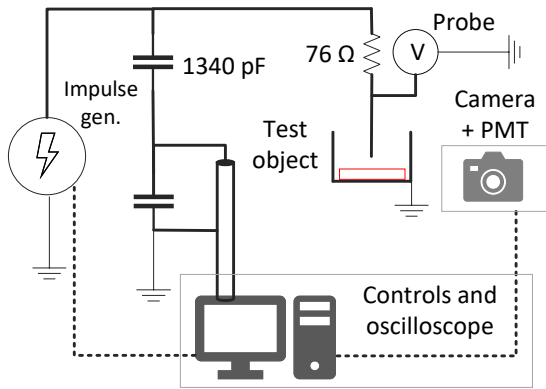 Probe
1340 pF
76 Ω
V
Impulse
gen.
Camera
+ PMT
Test
object
Controls and
oscilloscope